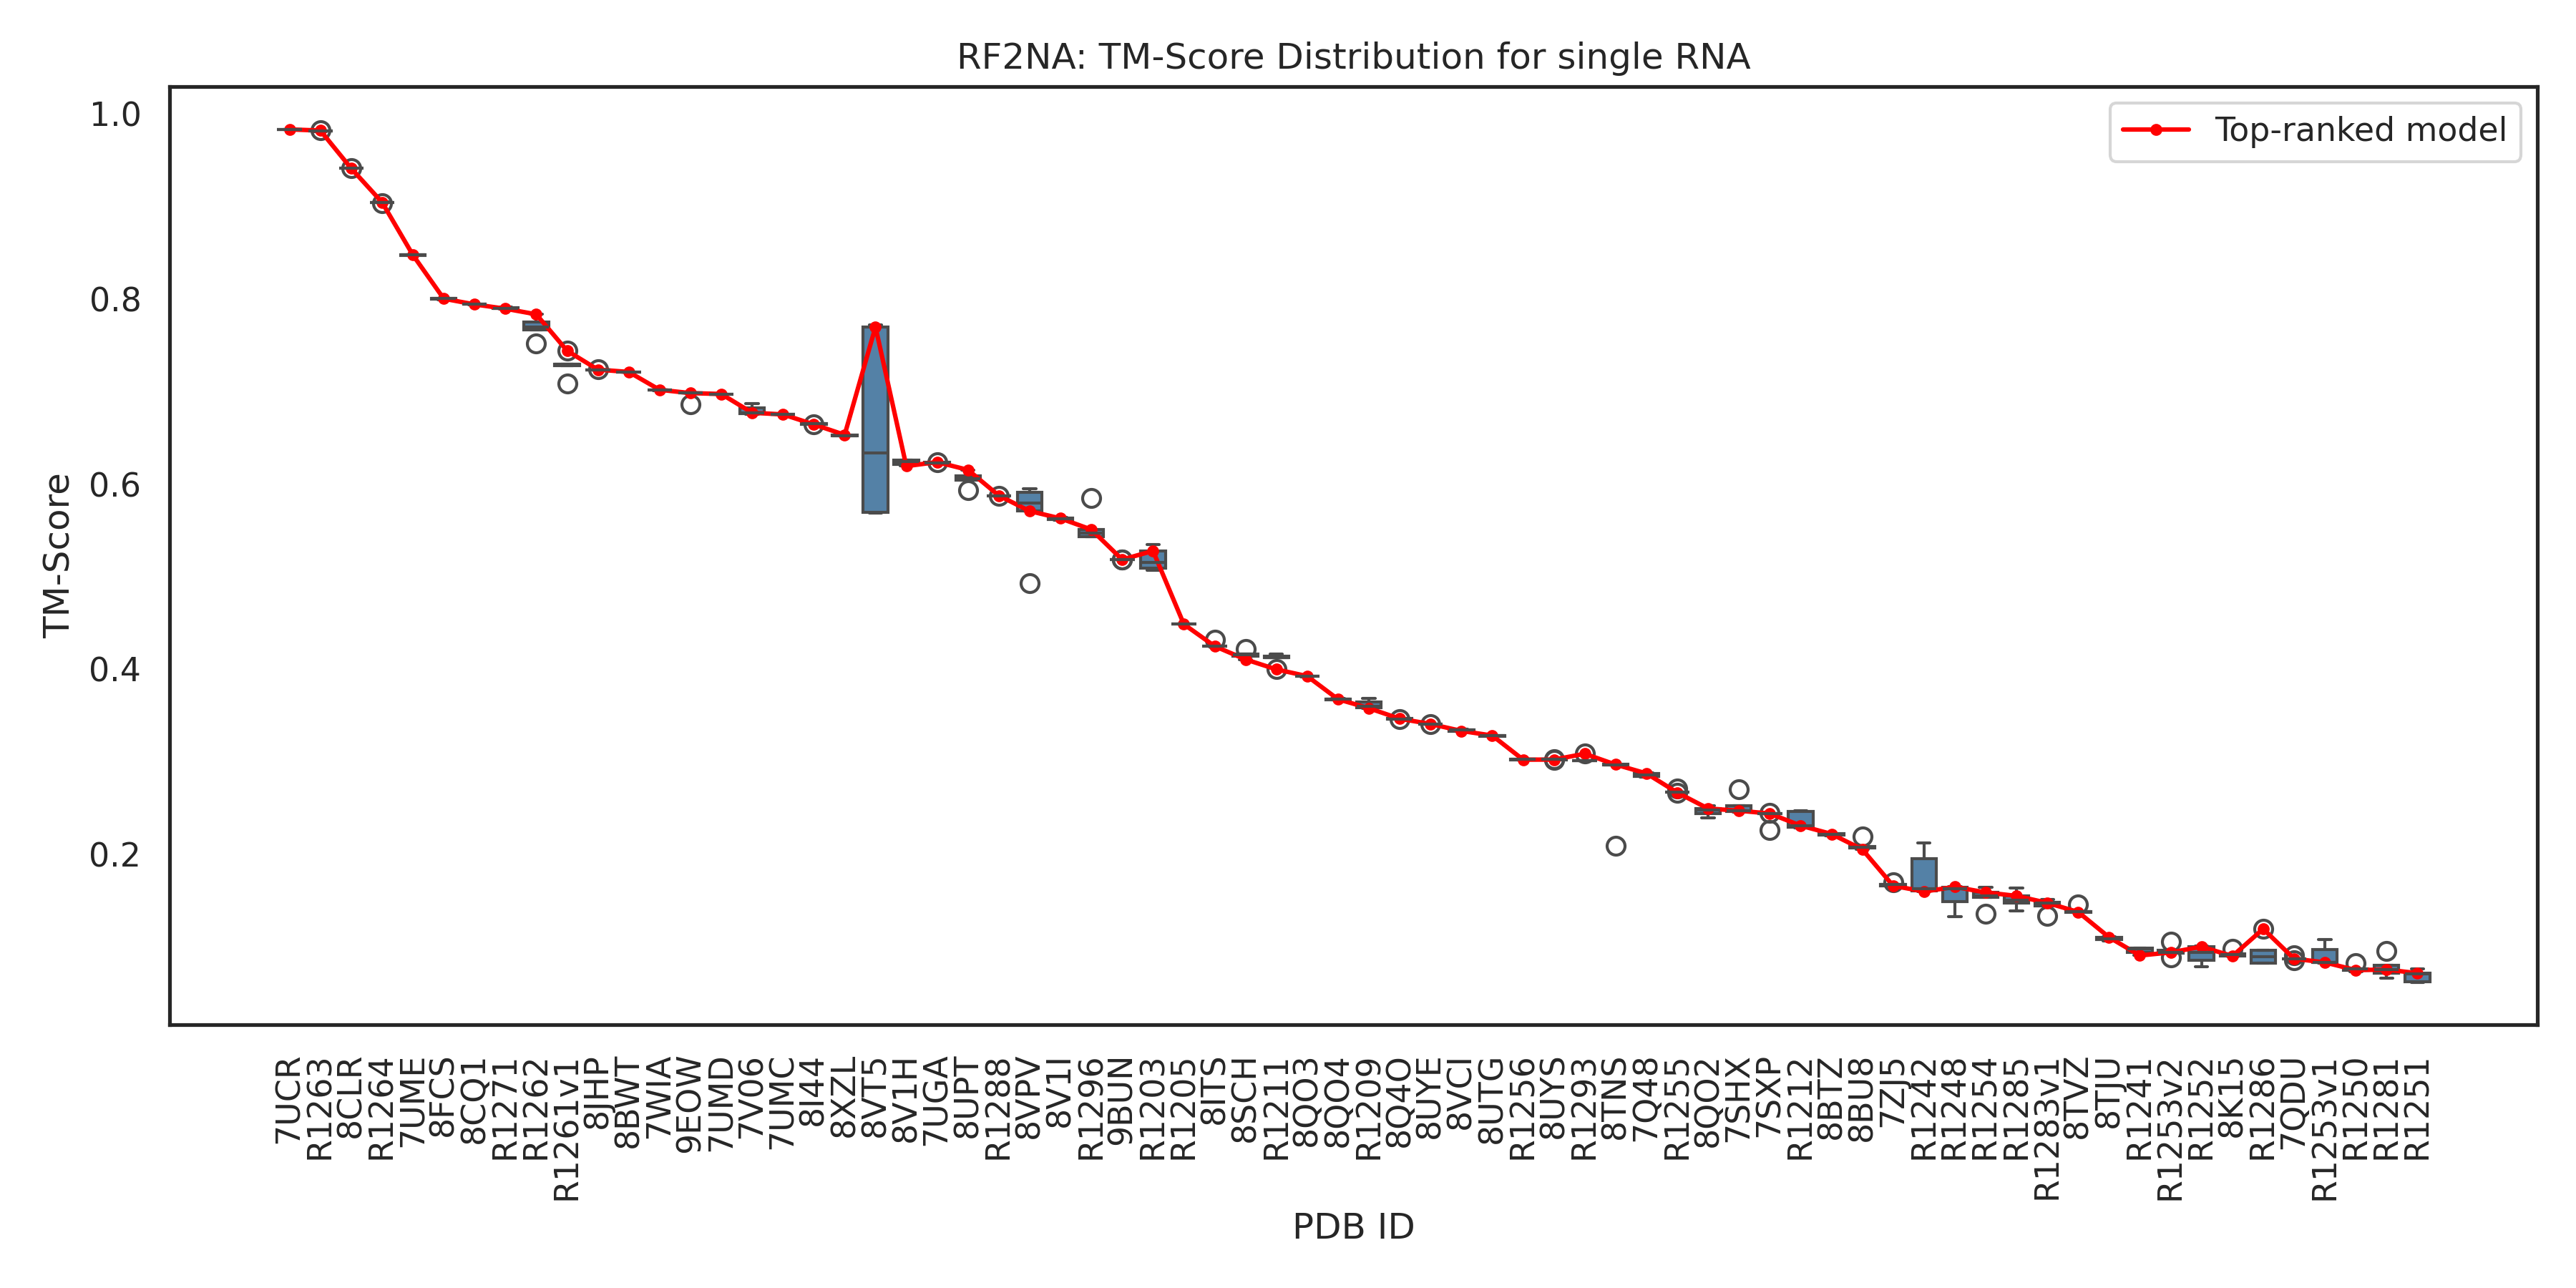 RF2NA: TM-Score Distribution for single RNA
Top-ranked model
TM-Score
1.0
0.8
0.6
0.4
0.2
7UCR
R1263
8CLR
R1264
7UME
8FCS
8CQ1
R1271
R1262
R1261v1
8JHP
8BWT
7WIA
9EOW
7UMD
7V06
7UMC
8I44
8XZL
8VT5
8V1H
7UGA
8UPT
R1288
8VPV
8V1I
R1296
9BUN
R1203
R1205
8ITS
8SCH
R1211
8QO3
8QO4
R1209
8Q4O
8UYE
8VCI
8UTG
R1256
8UYS
R1293
8TNS
7Q48
R1255
8QO2
7SHX
7SXP
R1212
8BTZ
8BU8
7ZJ5
R1242
R1248
R1254
R1285
R1283v1
8TVZ
8TJU
R1241
R1253v2
R1252
8K15
R1286
7QDU
R1253v1
R1250
R1281
R1251
PDB ID